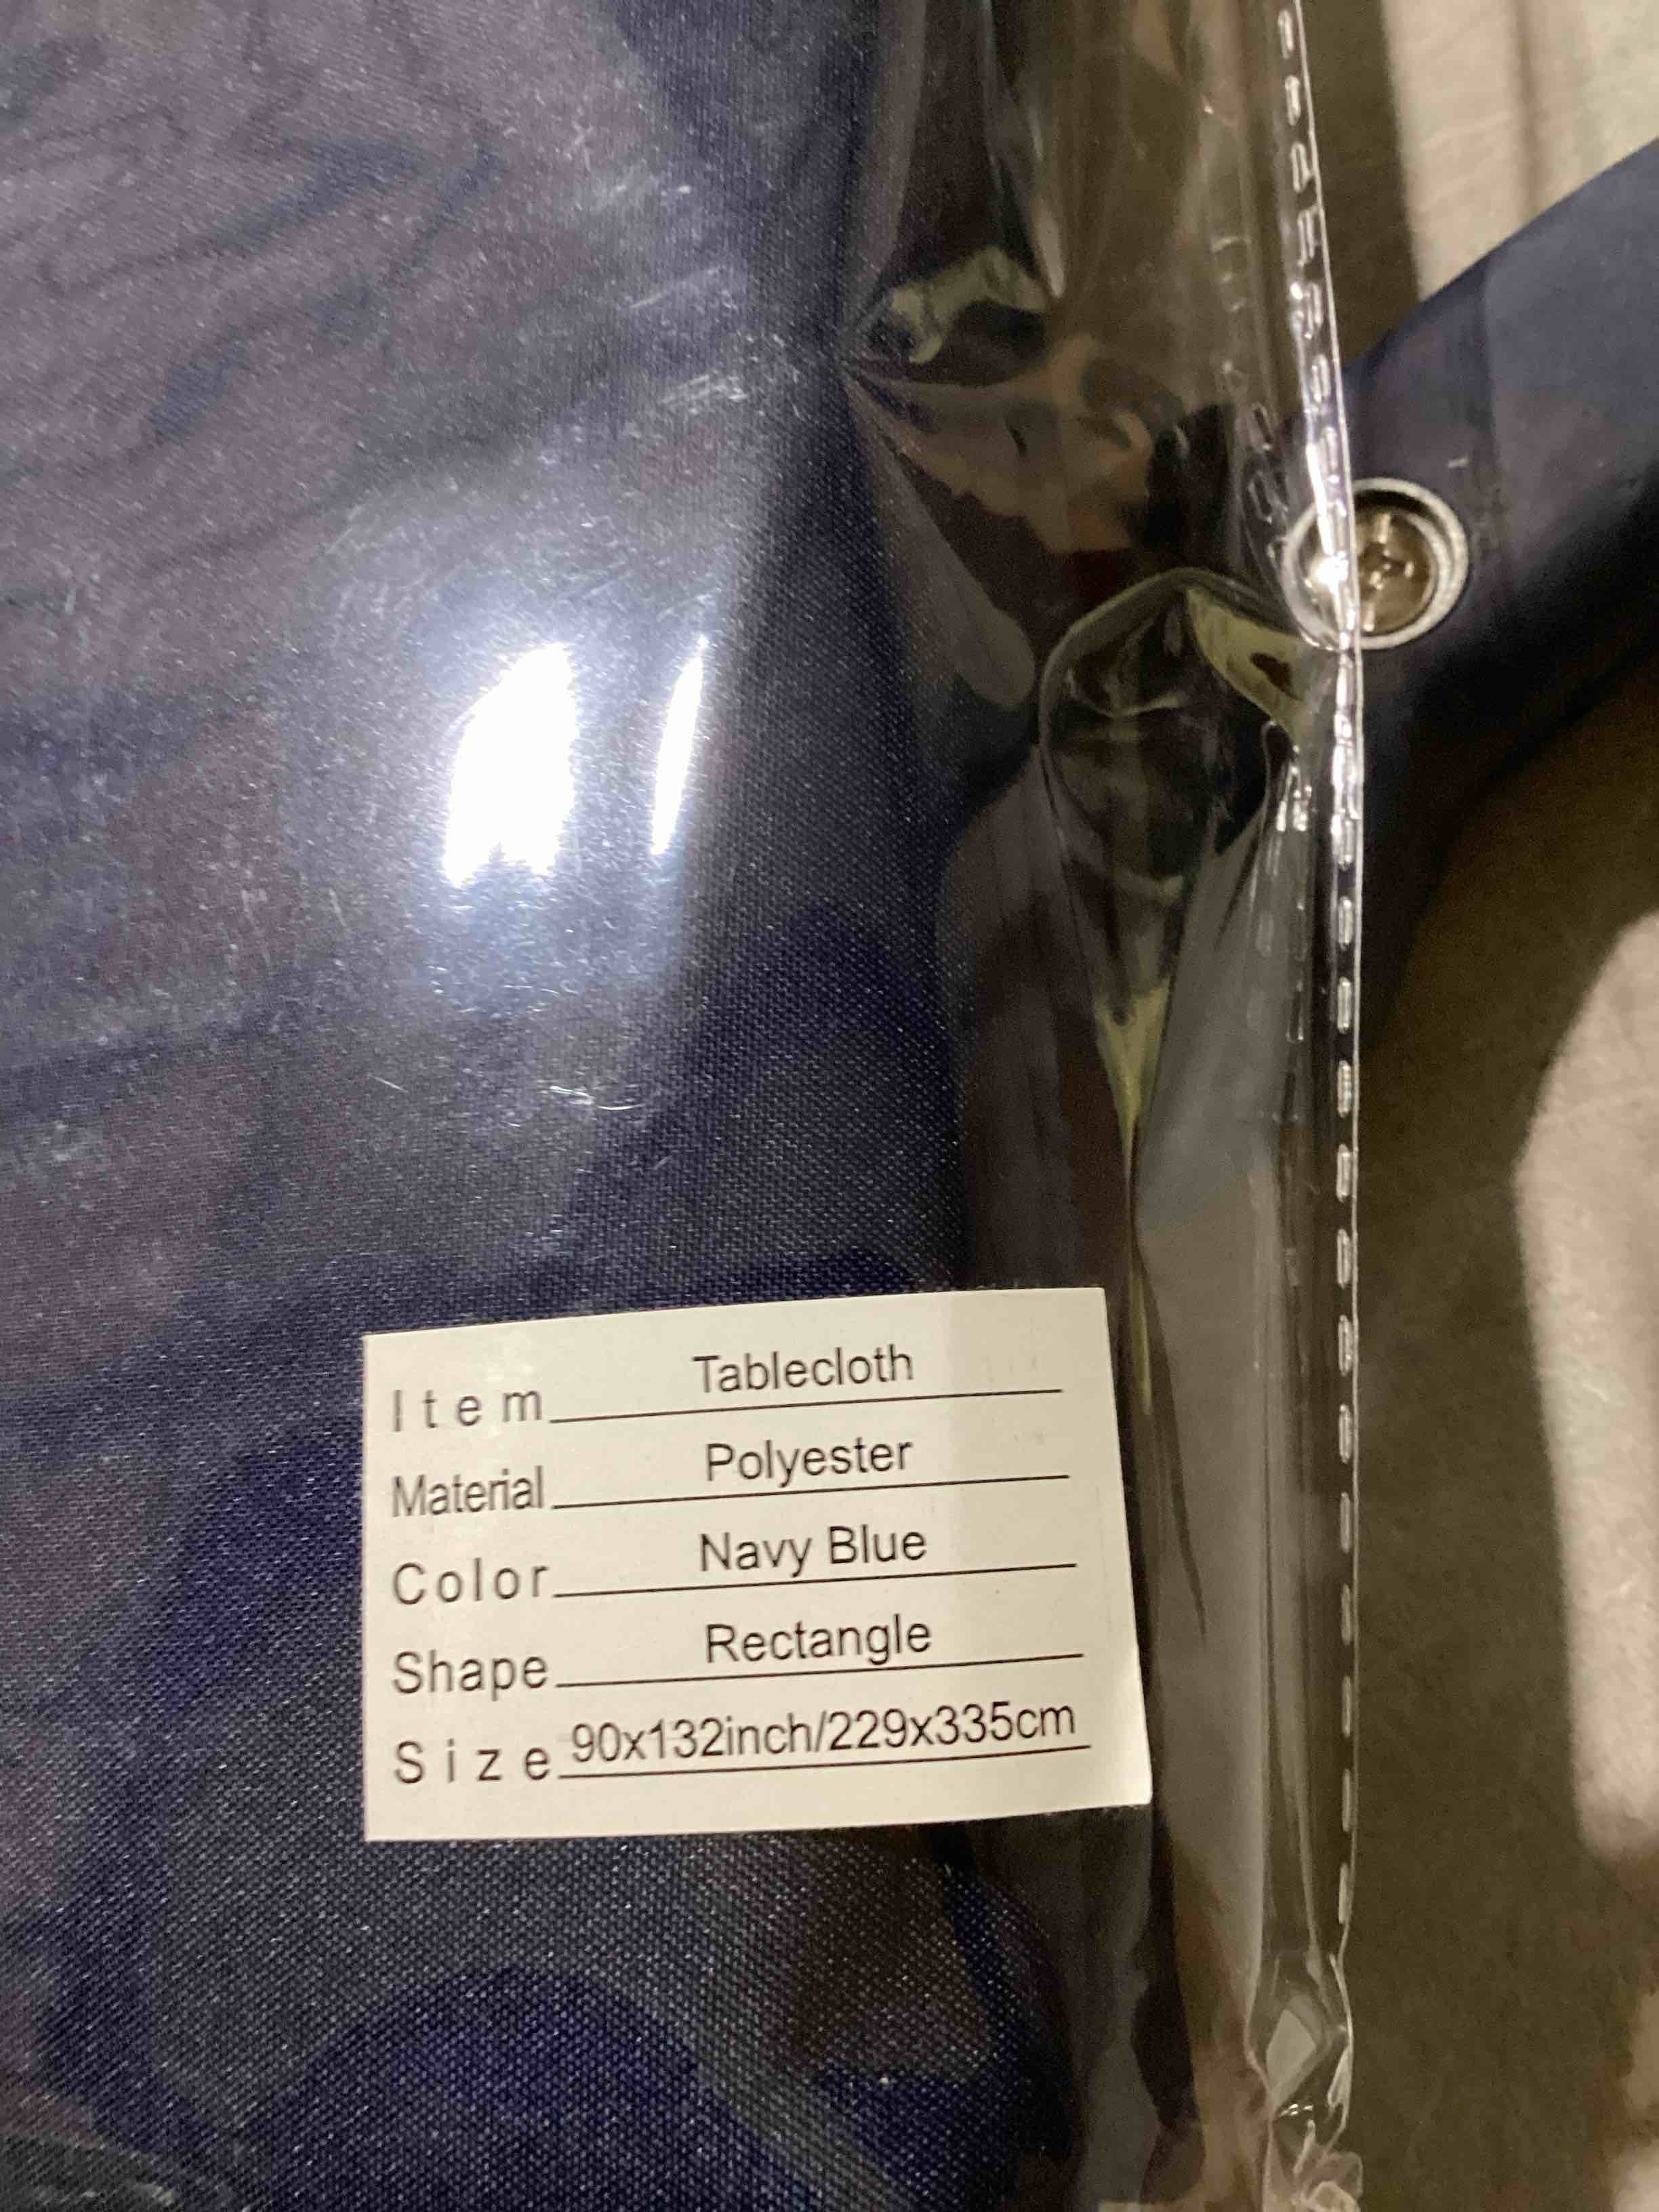 Item Tablecloth
Material Polyester
Color Navy Blue
Shape Rectangle
Size 90x132inch/229x335cm